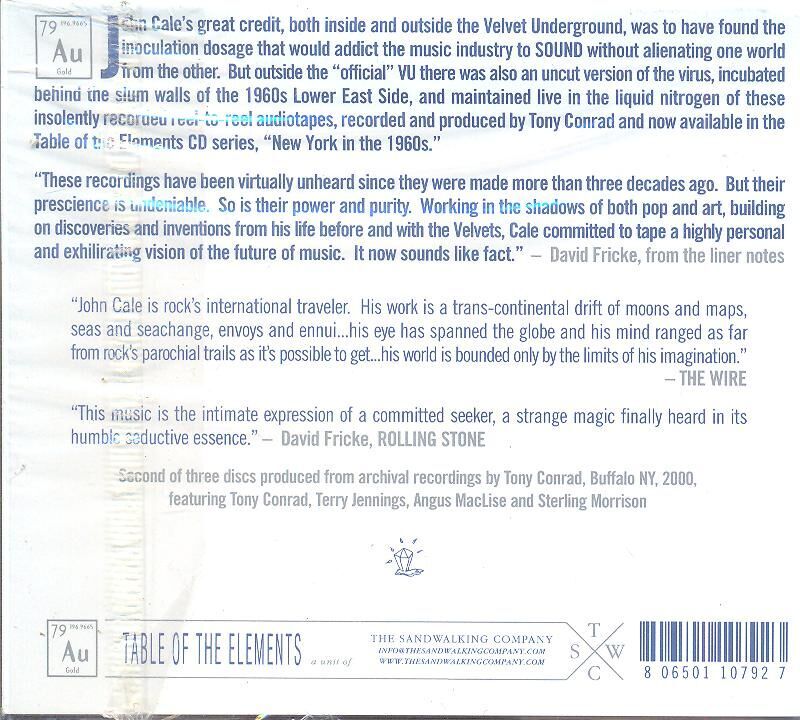 79 196.9665
Au
Gold
John Cale's great credit, both inside and outside the Velvet Underground, was to have found the
inoculation dosage that would addict the music industry to SOUND without alienating one world
from the other. But outside the "official" VU there was also an uncut version of the virus, incubated
behind the slum walls of the 1960s Lower East Side, and maintained live in the liquid nitrogen of these
insolently recorded reel-to-reel audiotapes, recorded and produced by Tony Conrad and now available in the
Table of the Elements CD series, "New York in the 1960s."
"These recordings have been virtually unheard since they were made more than three decades ago. But their
prescience is undeniable. So is their power and purity. Working in the shadows of both pop and art, building
on discoveries and inventions from his life before and with the Velvets, Cale committed to tape a highly personal
and exhilirating vision of the future of music. It now sounds like fact." – David Fricke, from the liner notes
"John Cale is rock's international traveler. His work is a trans-continental drift of moons and maps,
seas and seachange, envoys and ennui...his eye has spanned the globe and his mind ranged as far
from rock's parochial trails as it's possible to get...his world is bounded only by the limits of his imagination."
– THE WIRE
"This music is the intimate expression of a committed seeker, a strange magic finally heard in its
humble seductive essence." – David Fricke, ROLLING STONE
Second of three discs produced from archival recordings by Tony Conrad, Buffalo NY, 2000,
featuring Tony Conrad, Terry Jennings, Angus MacLise and Sterling Morrison
79 196.9665
Au
Gold
TABLE OF THE ELEMENTS a unit of
THE SANDWALKING COMPANY
INFO@THESANDWALKINGCOMPANY.COM
WWW.THESANDWALKINGCOMPANY.COM
T
S W
C
8 06501 10792 7